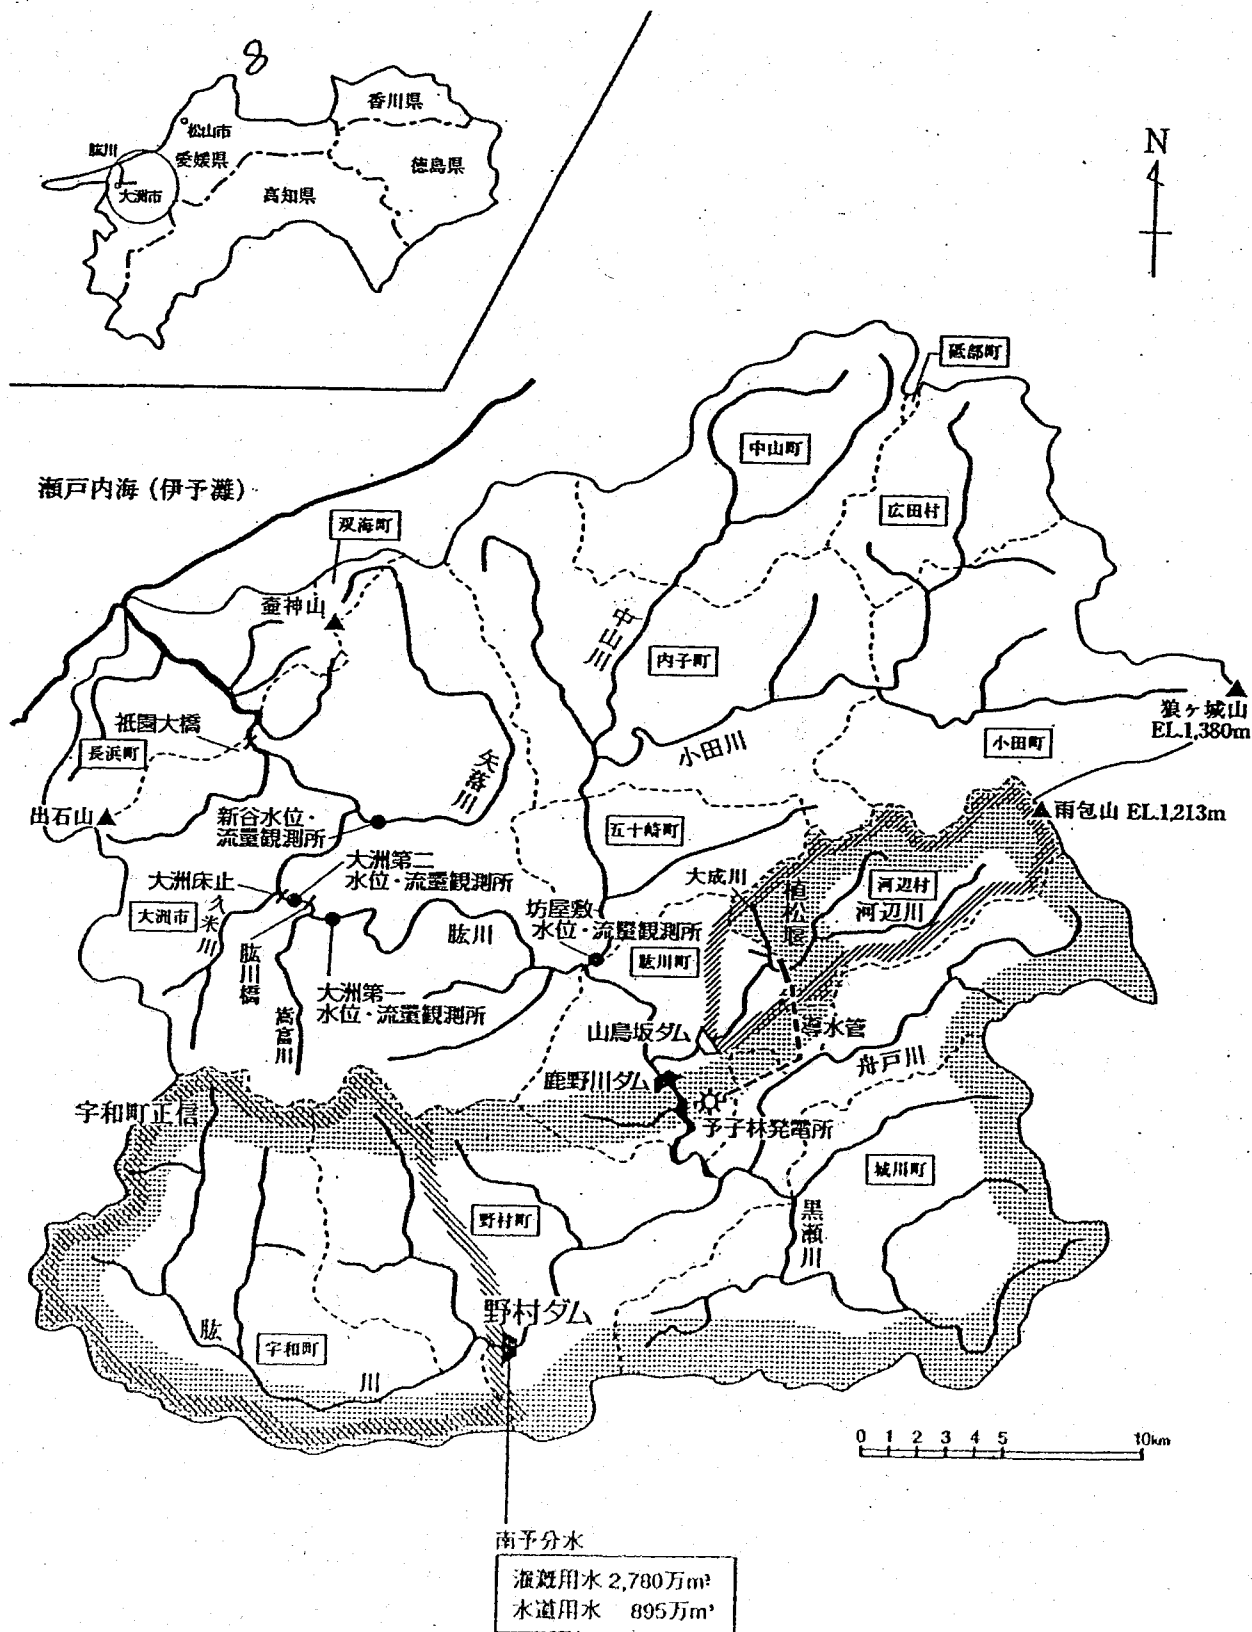 8
香川県
松山市
肱川
愛媛県
徳島県
大洲市
高知県
N
砥部町
中山町
瀬戸内海(伊予灘)
双海町
広田村
壷神山
中山川
内子町
狼ヶ城山
EL.1,380m
祇園大橋
長浜町
矢落川
小田川
小田町
出石山
新谷水位・
流量観測所
五十崎町
雨包山 EL.1,213m
大洲第二
水位・流量観測所
大洲床止
大洲市
久米川
大成川
植松堰
河辺村
河辺川
坊屋敷
水位・流量観測所
肱川
肱川町
肱川橋
大洲第一
水位・流量観測所
嵩富川
山鳥坂ダム
導水管
舟戸川
鹿野川ダム
宇和町正信
予子林発電所
城川町
野村町
黒瀬川
野村ダム
肱川
宇和町
0 1 2 3 4 5 10km
南予分水
灌漑用水 2,780万m³
水道用水 895万m³